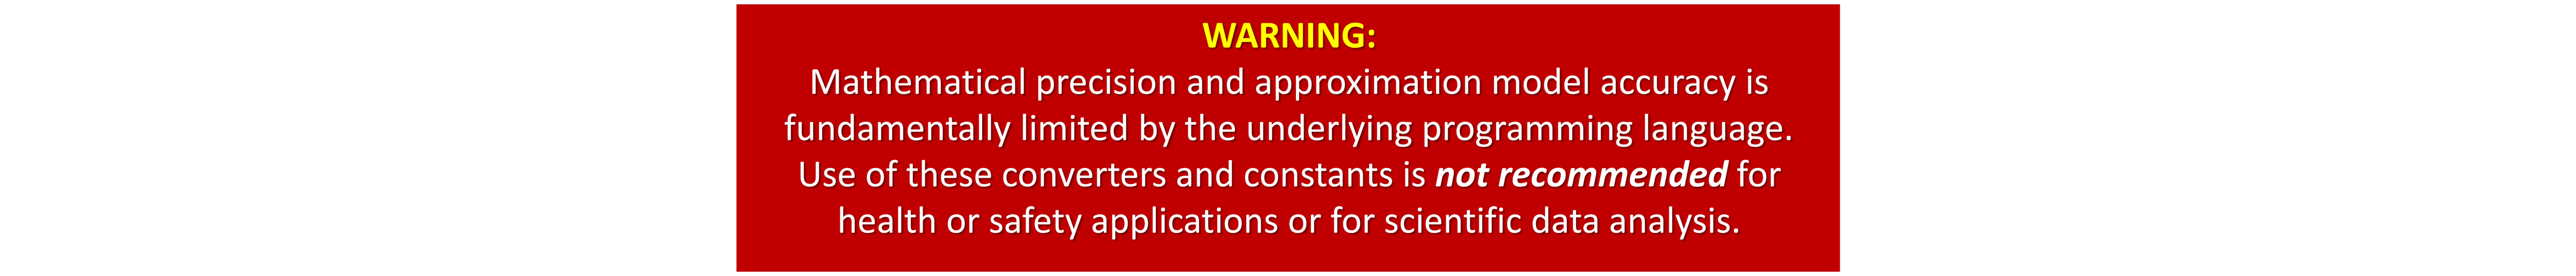 WARNING:
Mathematical precision and approximation model accuracy is
fundamentally limited by the underlying programming language.
Use of these converters and constants is not recommended for
health or safety applications or for scientific data analysis.